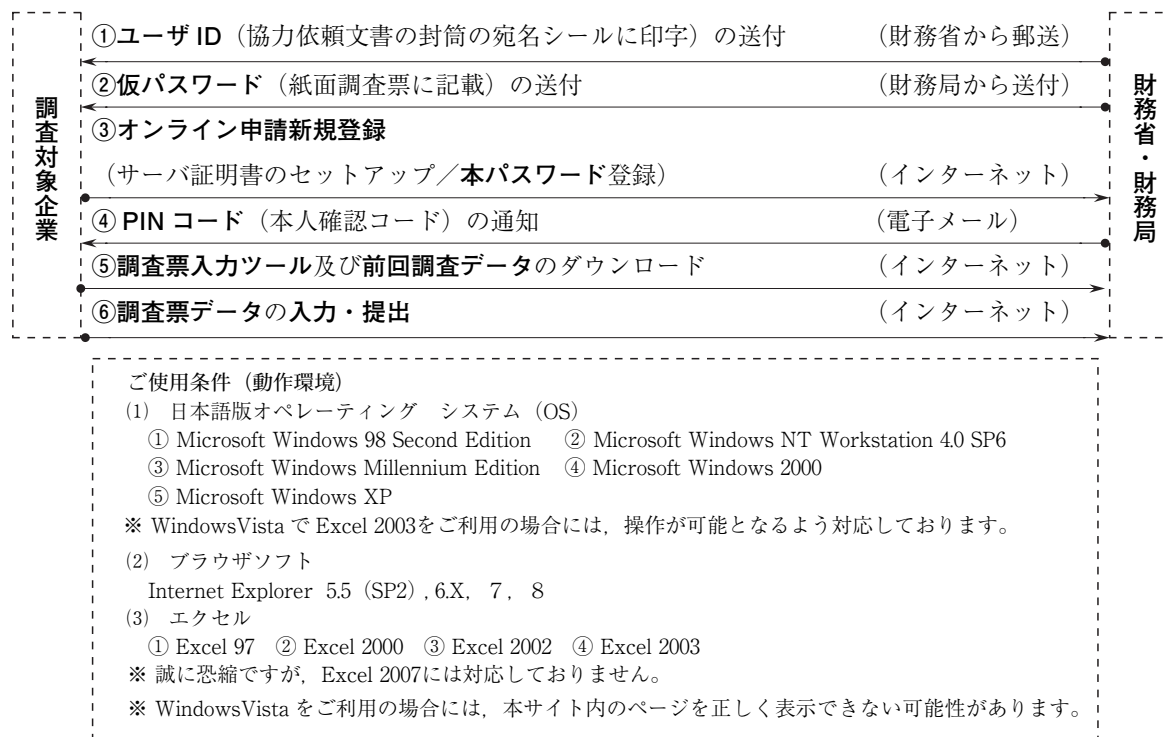 調査対象企業
財務省・財務局
①ユーザ ID（協力依頼文書の封筒の宛名シールに印字）の送付　（財務省から郵送）
②仮パスワード（紙面調査票に記載）の送付　（財務局から送付）
③オンライン申請新規登録
（サーバ証明書のセットアップ／本パスワード登録）　（インターネット）
④ PIN コード（本人確認コード）の通知　（電子メール）
⑤調査票入力ツール及び前回調査データのダウンロード　（インターネット）
⑥調査票データの入力・提出　（インターネット）
ご使用条件（動作環境）
⑴　日本語版オペレーティング　システム（OS）
① Microsoft Windows 98 Second Edition　② Microsoft Windows NT Workstation 4.0 SP6
③ Microsoft Windows Millennium Edition　④ Microsoft Windows 2000
⑤ Microsoft Windows XP
※ WindowsVista で Excel 2003をご利用の場合には，操作が可能となるよう対応しております。
⑵　ブラウザソフト
Internet Explorer 5.5（SP2）, 6.X，７，８
⑶　エクセル
① Excel 97　② Excel 2000　③ Excel 2002　④ Excel 2003
※ 誠に恐縮ですが，Excel 2007には対応しておりません。
※ WindowsVista をご利用の場合には，本サイト内のページを正しく表示できない可能性があります。